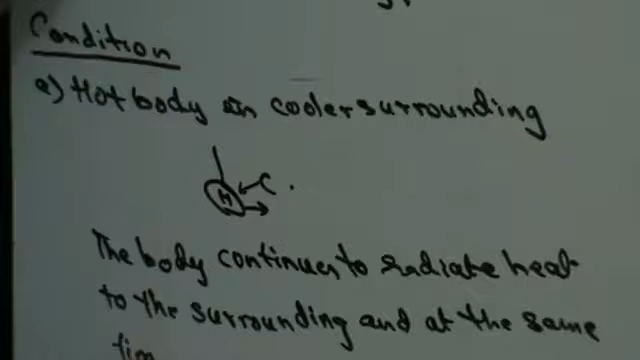 Condition
a) Hot body in cooler surrounding
H
C
The body continues to radiate heat
to the surrounding and at the same
tim